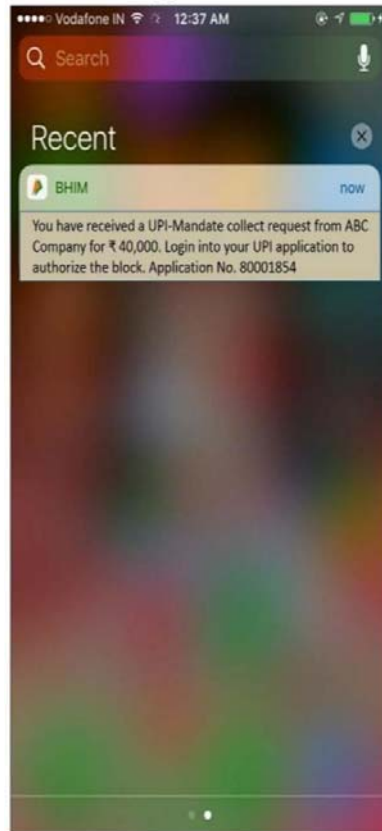 Vodafone IN 12:37 AM
Search
Recent
BHIM now
You have received a UPI-Mandate collect request from ABC
Company for ₹ 40,000. Login into your UPI application to
authorize the block. Application No. 80001854